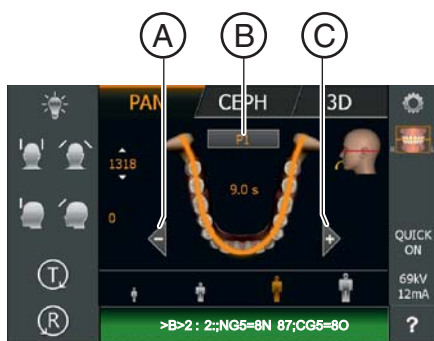 A B C
PAN CEPH 3D
P1
1318
9.0 s
0
- +
QUICK
ON
69kV
12mA
T
R
>B>2 : 2:;NG5=8N 87;CG5=8O
?